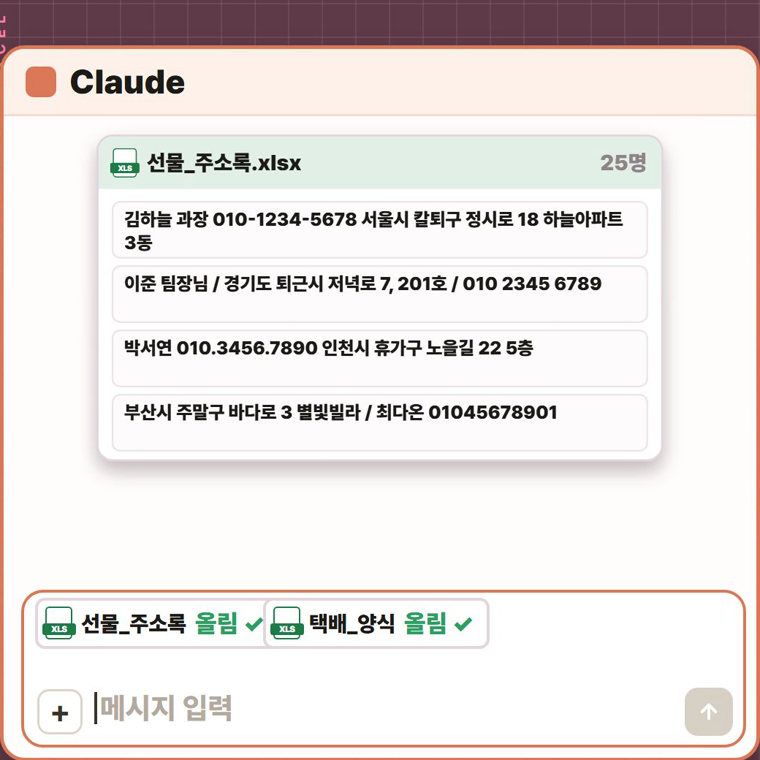 Claude
XLS 선물_주소록.xlsx 25명
김하늘 과장 010-1234-5678 서울시 칼퇴구 정시로 18 하늘아파트
3동
이준 팀장님 / 경기도 퇴근시 저녁로 7, 201호 / 010 2345 6789
박서연 010.3456.7890 인천시 휴가구 노을길 22 5층
부산시 주말구 바다로 3 별빛빌라 / 최다온 01045678901
XLS 선물_주소록 올림 ✓ XLS 택배_양식 올림 ✓
+ 메시지 입력